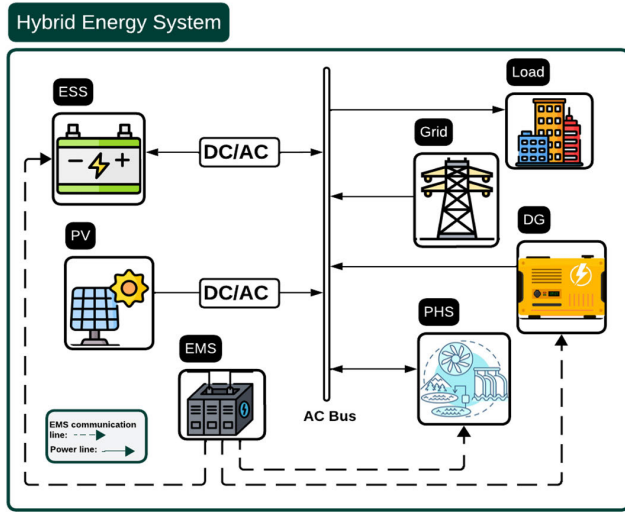 Hybrid Energy System
ESS
Load
Grid
DC/AC
PV
DG
DC/AC
PHS
EMS
AC Bus
EMS communication
line:
Power line: